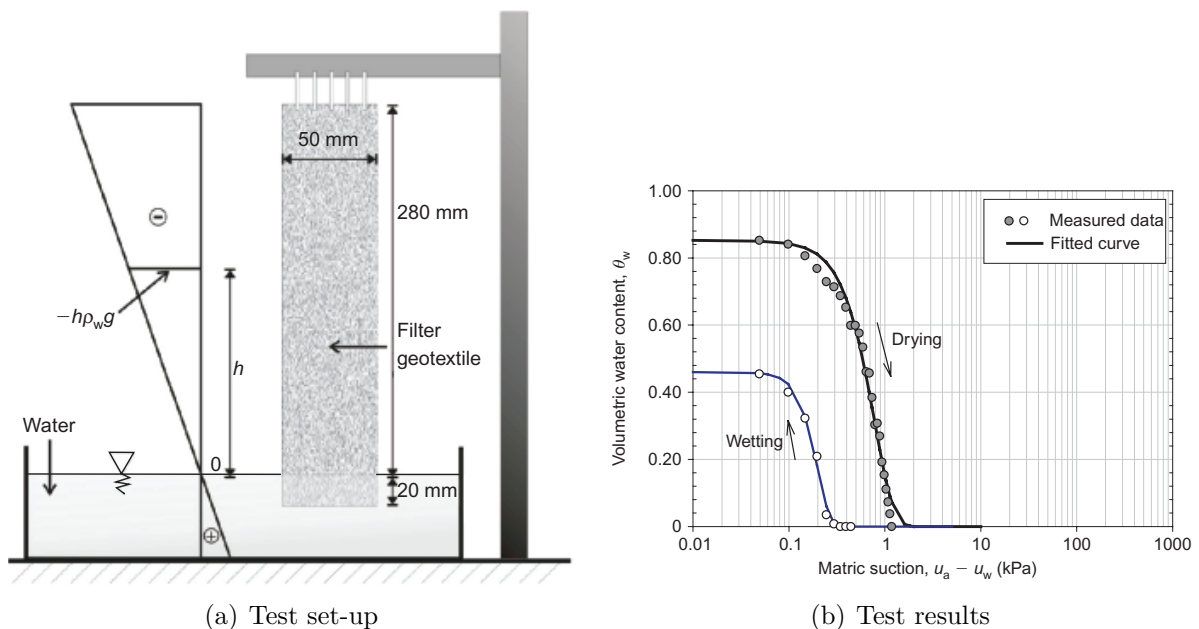 50 mm
280 mm
⊖
−hρwg
h
Filter
geotextile
Water
0
20 mm
⊕
(a) Test set-up
1.00
0.80
0.60
0.40
0.20
0
Volumetric water content, θw
Measured data
Fitted curve
Drying
Wetting
0.01
0.1
1
10
100
1000
Matric suction, ua − uw (kPa)
(b) Test results